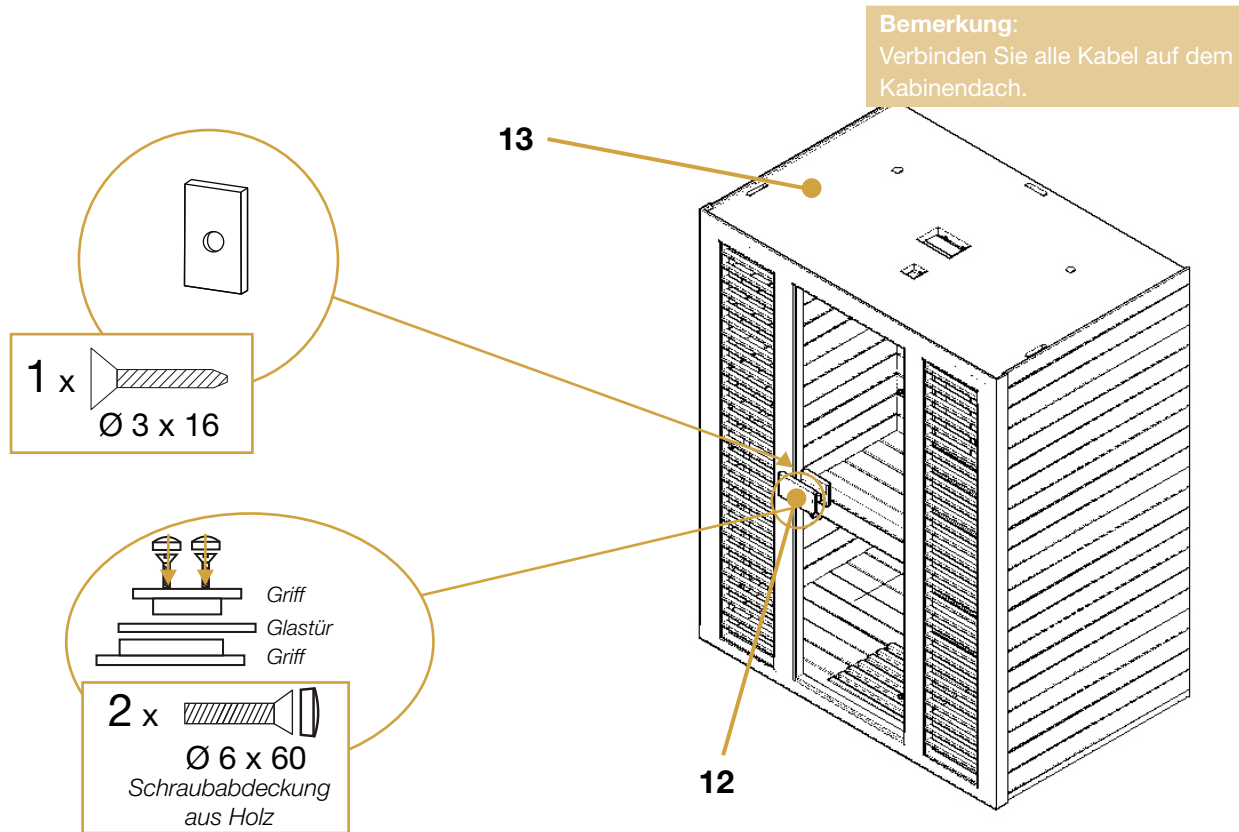 Bemerkung:
Verbinden Sie alle Kabel auf dem
Kabinendach.
13
1 x
Ø 3 x 16
Griff
Glastür
Griff
2 x
Ø 6 x 60
Schraubabdeckung
aus Holz
12